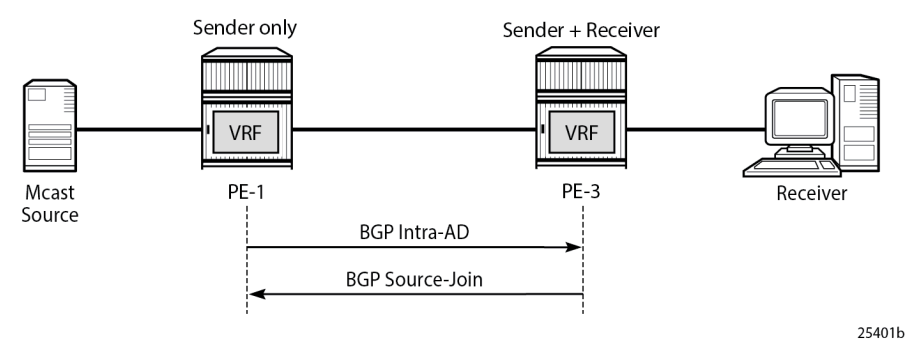 Sender only
Sender + Receiver
VRF
VRF
Mcast
Source
PE-1
PE-3
Receiver
BGP Intra-AD
BGP Source-Join
25401b